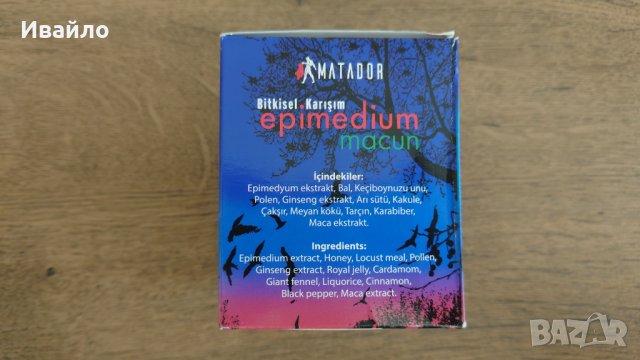 Ивайло
MATADOR
Bitkisel Karışım
epimedium
macun
İçindekiler:
Epimedyum ekstrakt, Bal, Keçiboynuzu unu,
Polen, Ginseng ekstrakt, Arı sütü, Kakule,
Çakşır, Meyan kökü, Tarçın, Karabiber,
Maca ekstrakt.
Ingredients:
Epimedium extract, Honey, Locust meal, Pollen,
Ginseng extract, Royal jelly, Cardamom,
Giant fennel, Liquorice, Cinnamon,
Black pepper, Maca extract.
BAZAR